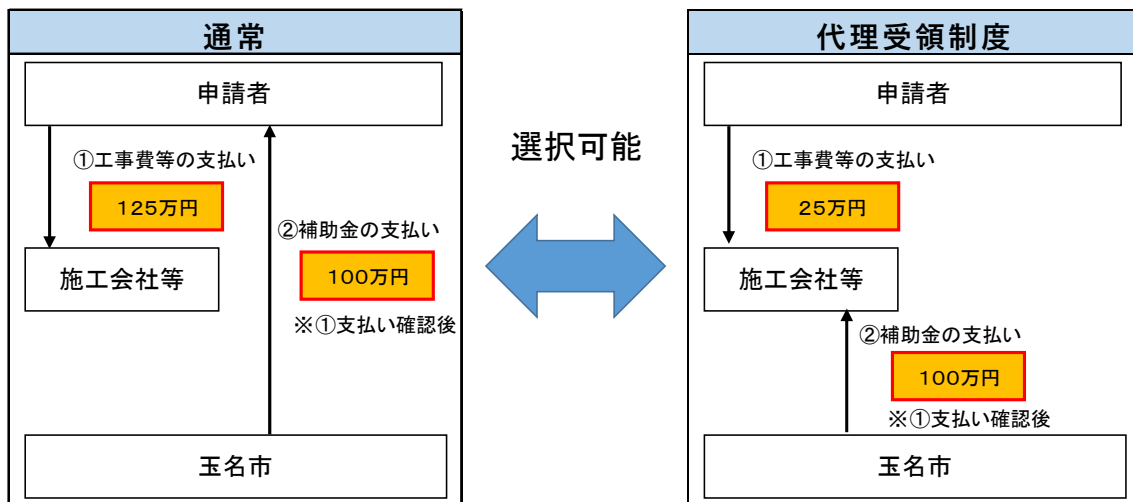 通常
申請者
①工事費等の支払い
125万円
②補助金の支払い
施工会社等
100万円
※①支払い確認後
玉名市
選択可能
代理受領制度
申請者
①工事費等の支払い
25万円
施工会社等
②補助金の支払い
100万円
※①支払い確認後
玉名市